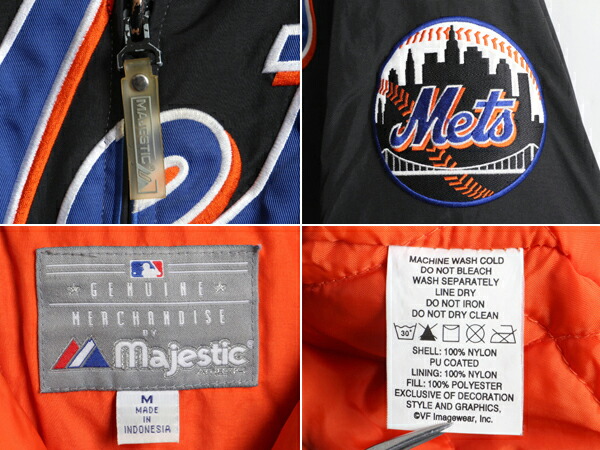 MAJESTIC
Mets
GENUINE
MERCHANDISE
BY
Majestic
ATHLETIC
M
MADE IN
INDONESIA
MACHINE WASH COLD
DO NOT BLEACH
WASH SEPARATELY
LINE DRY
DO NOT IRON
DO NOT DRY CLEAN
30°
SHELL: 100% NYLON
PU COATED
LINING: 100% NYLON
FILL: 100% POLYESTER
EXCLUSIVE OF DECORATION
STYLE AND GRAPHICS.
©VF Imagewear, Inc.